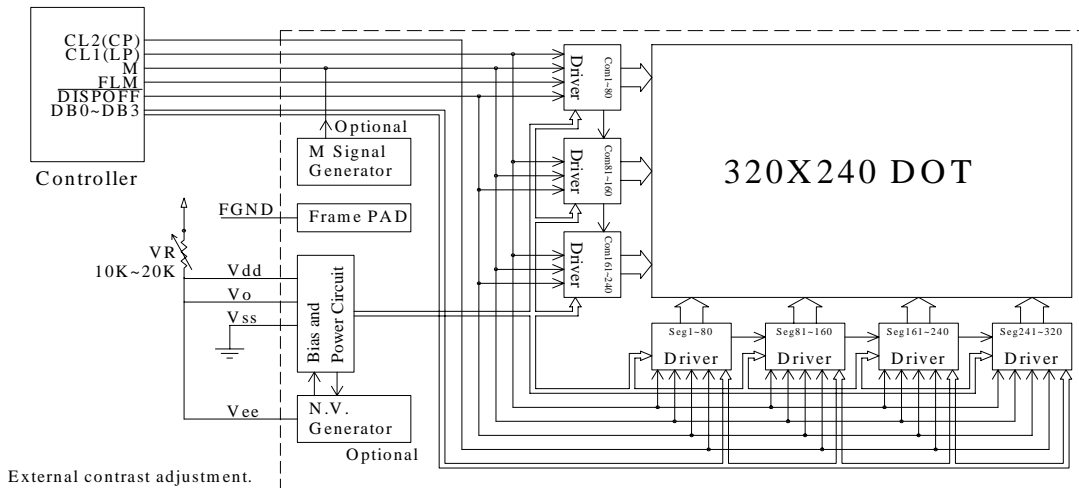 CL2(CP)
CL1(LP)
M
FLM
DISPOFF
DB0~DB3
Controller
Optional
M Signal
Generator
FGND
Frame PAD
VR
10K~20K
Vdd
Vo
Vss
Vee
Bias and
Power Circuit
N.V.
Generator
Optional
External contrast adjustment.
Driver
Com1~80
Driver
Com81~160
Driver
Com161~240
320X240 DOT
Seg1~80
Driver
Seg81~160
Driver
Seg161~240
Driver
Seg241~320
Driver